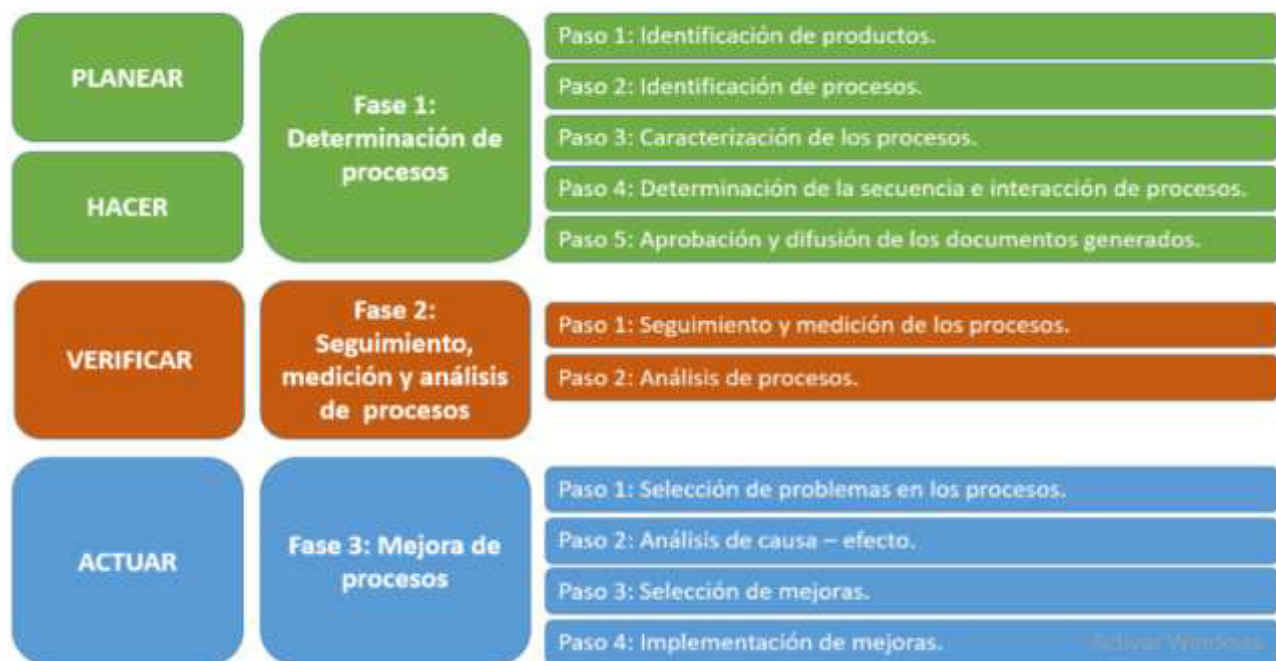 PLANEAR
HACER
Fase 1:
Determinación de
procesos
Paso 1: Identificación de productos.
Paso 2: Identificación de procesos.
Paso 3: Caracterización de los procesos.
Paso 4: Determinación de la secuencia e interacción de procesos.
Paso 5: Aprobación y difusión de los documentos generados.
VERIFICAR
Fase 2:
Seguimiento,
medición y análisis
de procesos
Paso 1: Seguimiento y medición de los procesos.
Paso 2: Análisis de procesos.
ACTUAR
Fase 3: Mejora de
procesos
Paso 1: Selección de problemas en los procesos.
Paso 2: Análisis de causa – efecto.
Paso 3: Selección de mejoras.
Paso 4: Implementación de mejoras.
Activar Windows